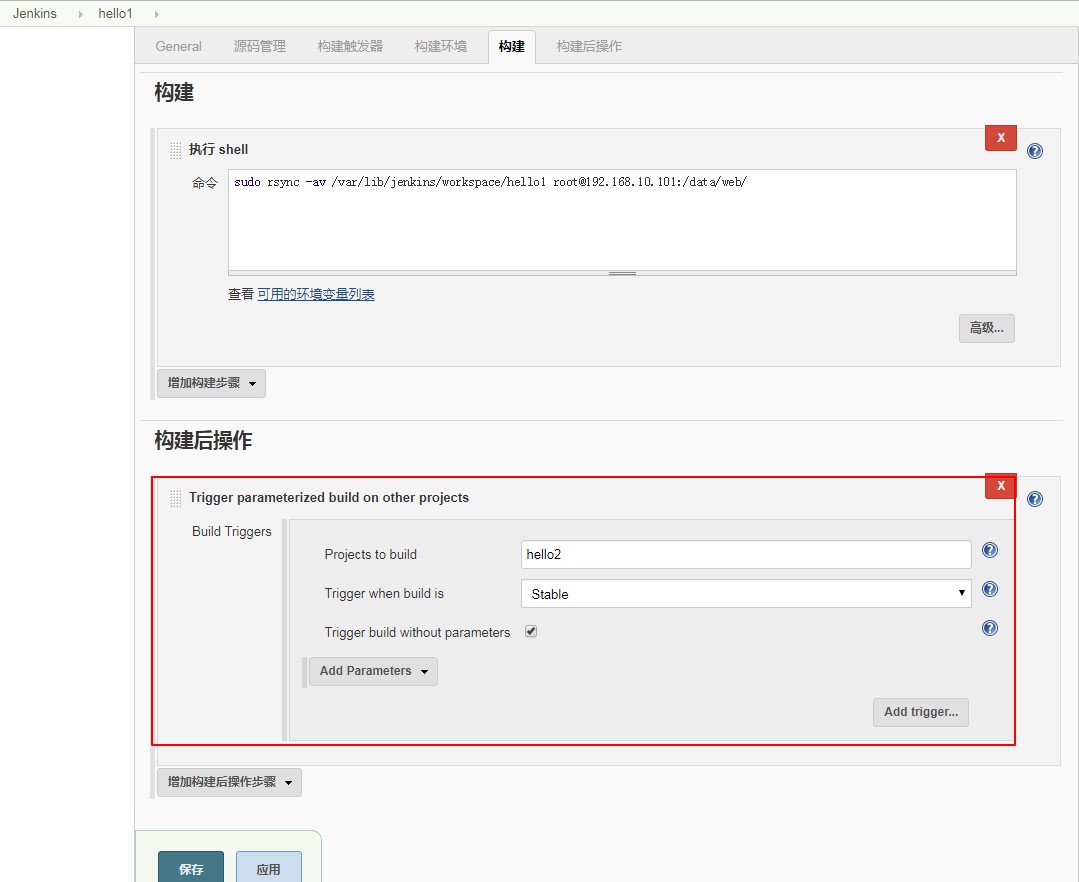 Jenkins hello1
General 源码管理 构建触发器 构建环境 构建 构建后操作
构建
执行 shell
X
命令
sudo rsync -av /var/lib/jenkins/workspace/hello1 root@192.168.10.101:/data/web/
查看 可用的环境变量列表
高级...
增加构建步骤
构建后操作
Trigger parameterized build on other projects
X
Build Triggers
Projects to build
hello2
Trigger when build is
Stable
Trigger build without parameters
Add Parameters
Add trigger...
增加构建后操作步骤
保存 应用